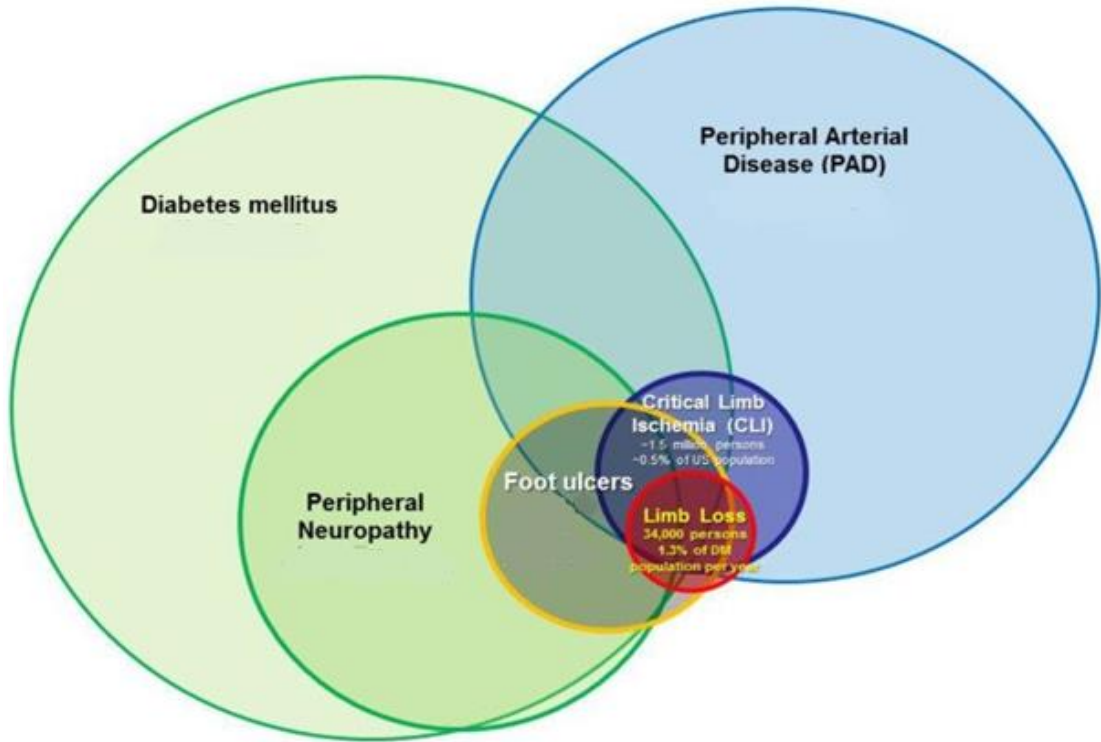 Peripheral Arterial
Disease (PAD)
Diabetes mellitus
Critical Limb
Ischemia (CLI)
~1.5 million persons
~0.5% of US population
Foot ulcers
Peripheral
Neuropathy
Limb Loss
34,000 persons
1.3% of DM
population per year